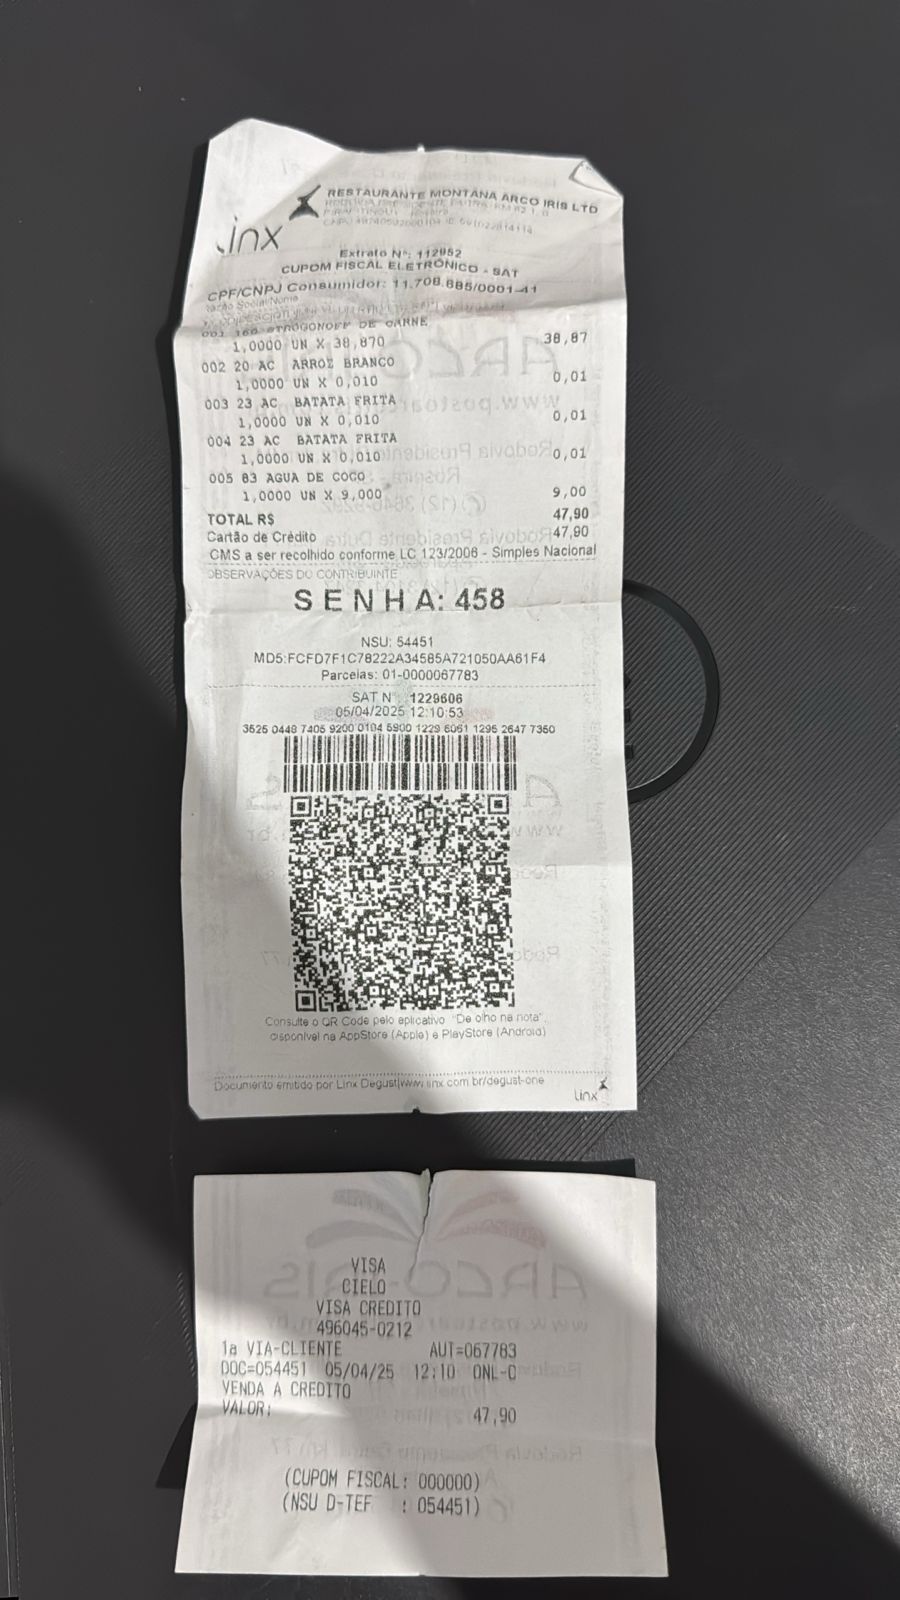 Linx
RESTAURANTE MONTANA ARCO IRIS LTD
Extrato Nº: 112952
CUPOM FISCAL ELETRÔNICO - SAT
CPF/CNPJ Consumidor: 11.708.885/0001-41
Razão Social/Nome
001 160 STROGONOFF DE CARNE
1,0000 UN X 38,870 38,87
002 20 AC ARROZ BRANCO
1,0000 UN X 0,010 0,01
003 23 AC BATATA FRITA
1,0000 UN X 0,010 0,01
004 23 AC BATATA FRITA
1,0000 UN X 0,010 0,01
005 83 AGUA DE COCO
1,0000 UN X 9,000 9,00
TOTAL R$ 47,90
Cartão de Crédito 47,90
CMS a ser recolhido conforme LC 123/2006 - Simples Nacional
OBSERVAÇÕES DO CONTRIBUINTE
SENHA: 458
NSU: 54451
MD5:FCFD7F1C78222A34585A721050AA61F4
Parcelas: 01-0000067783
SAT Nº: 1229606
05/04/2025 12:10:53
3525 0448 7405 9200 0104 5900 1229 6061 1295 2647 7350
Consulte o QR Code pelo aplicativo "De olho na nota",
disponível na AppStore (Apple) e PlayStore (Android)
Documento emitido por Linx Degust|www.linx.com.br/degust-one
Linx
VISA
CIELO
VISA CREDITO
496045-0212
1a VIA-CLIENTE AUT=067783
DOC=054451 05/04/25 12:10 ONL-C
VENDA A CREDITO
VALOR: 47,90
(CUPOM FISCAL: 000000)
(NSU D-TEF : 054451)